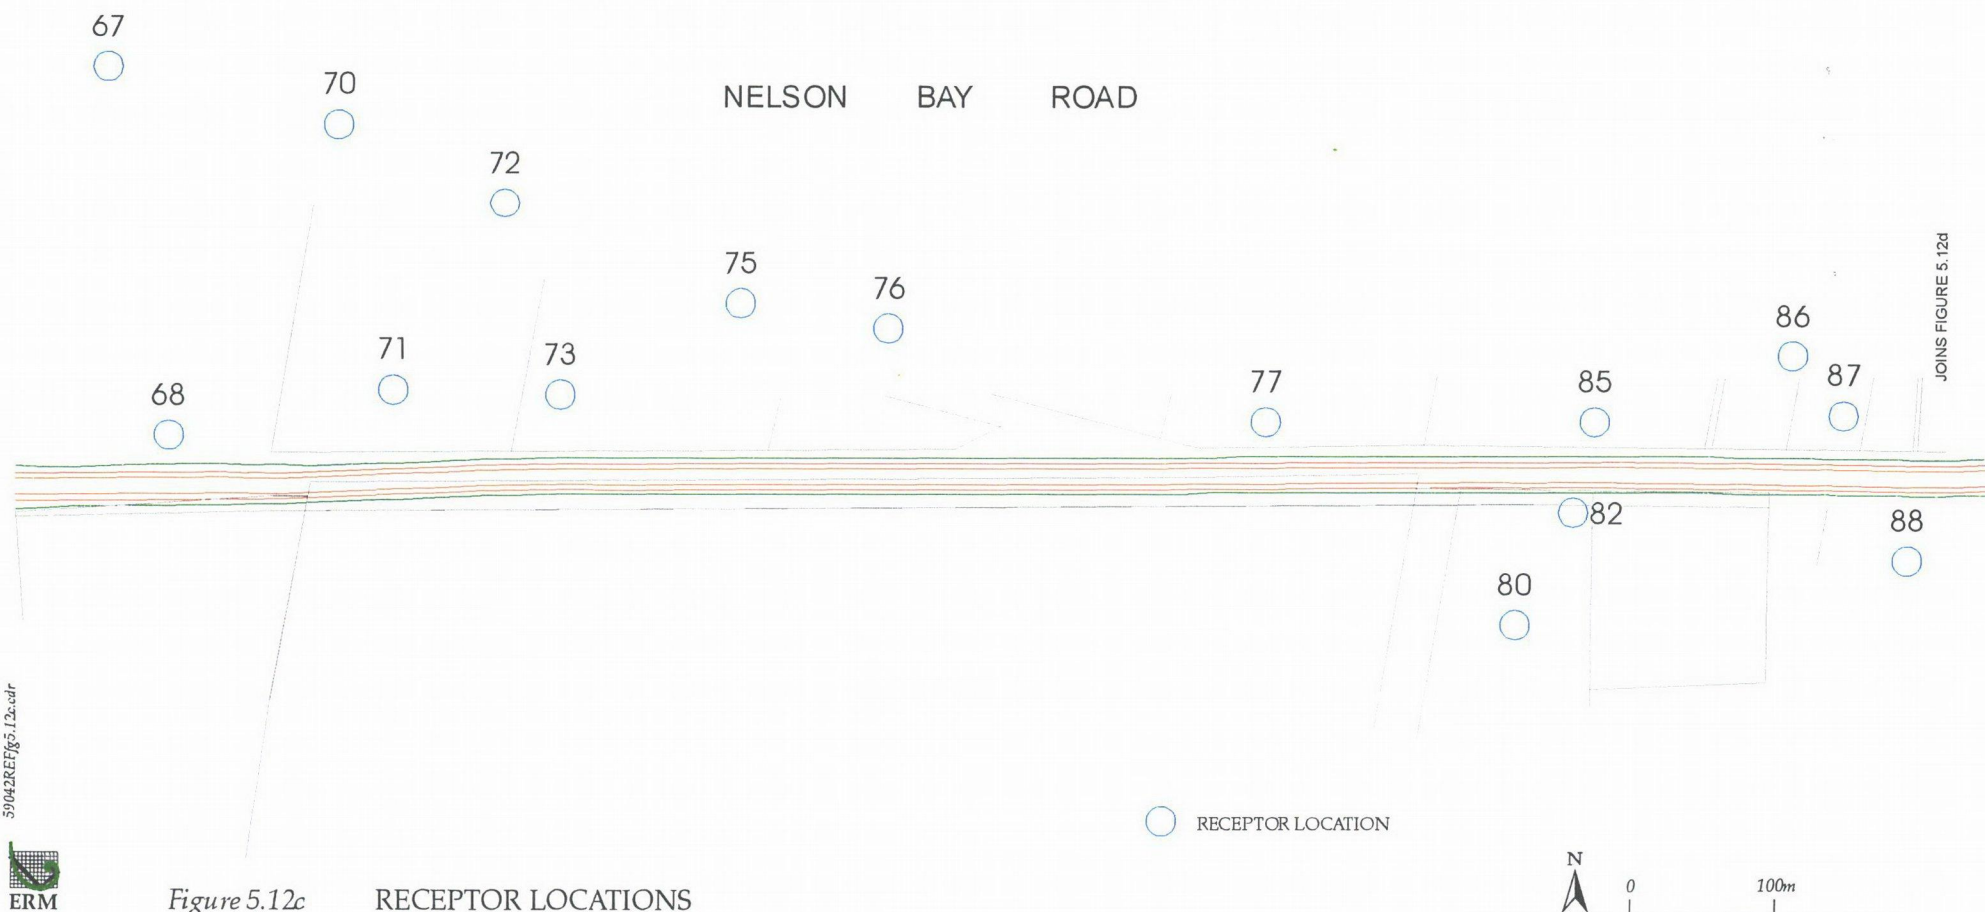 67
70
NELSON BAY ROAD
72
75
76
86
JOINS FIGURE 5.12d
71
73
77
85
87
68
82
88
80
59042REFfg5.12c.cdr
RECEPTOR LOCATION
N
0 100m
ERM
Figure 5.12c RECEPTOR LOCATIONS